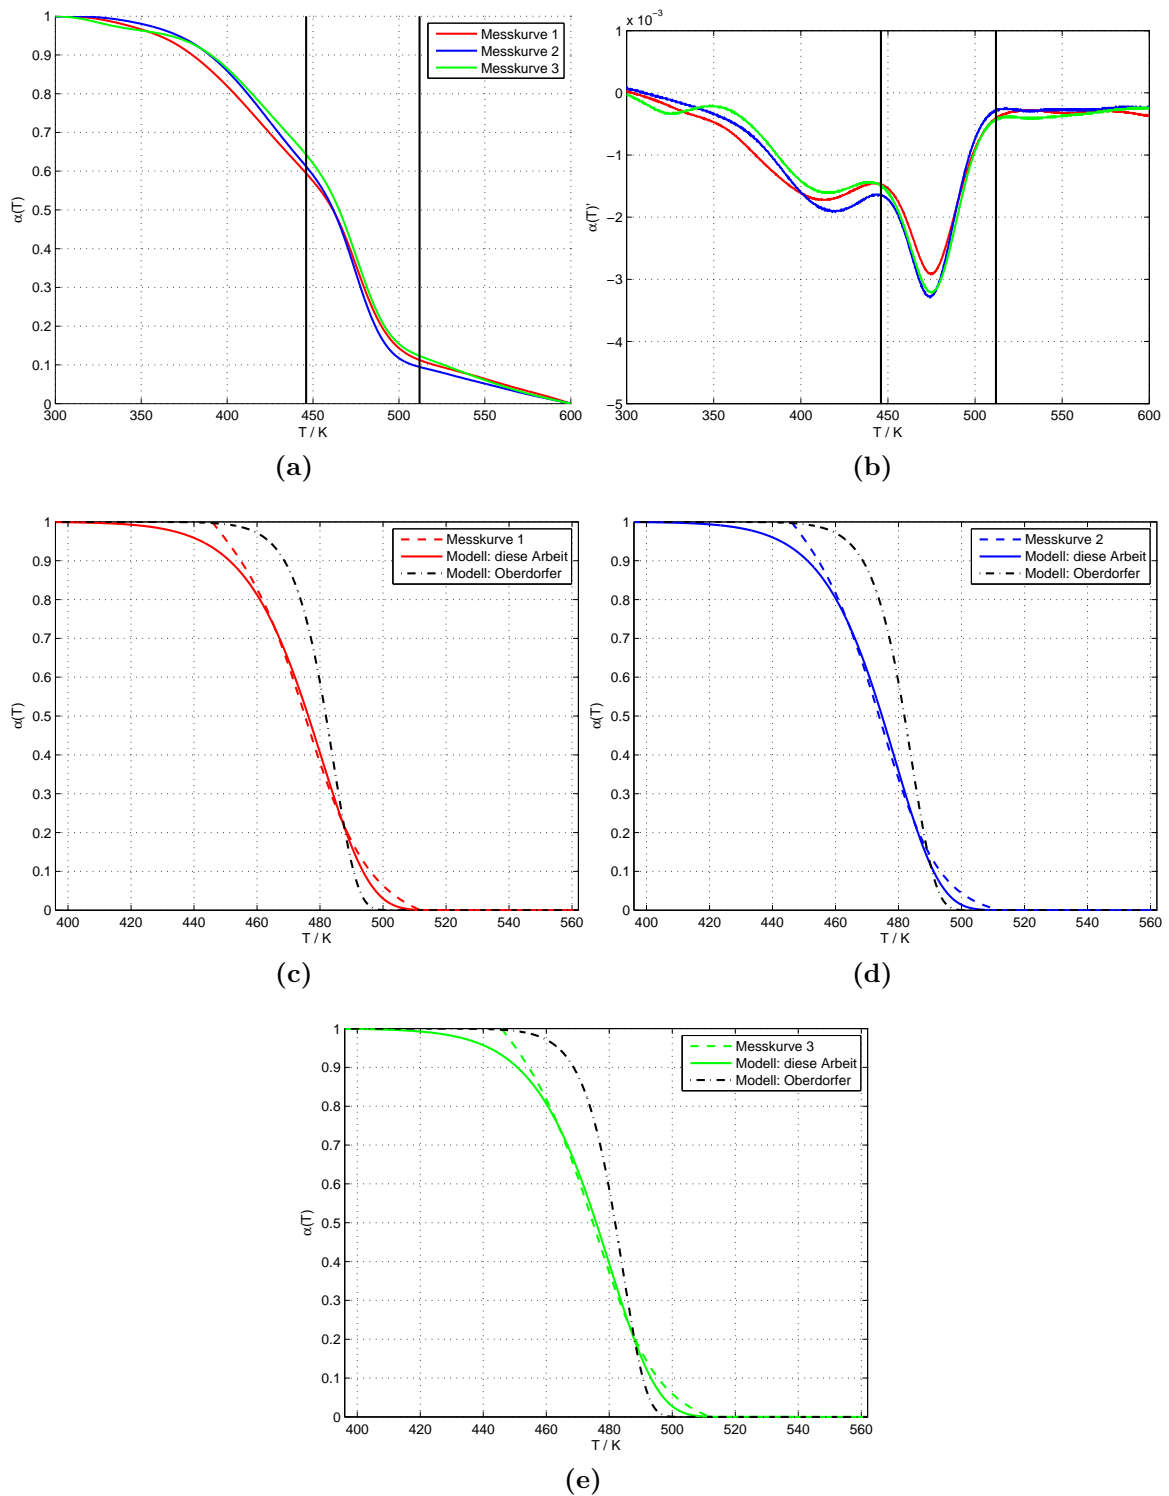 1
0.9
0.8
0.7
0.6
0.5
0.4
0.3
0.2
0.1
0
α(T)
300 350 400 450 500 550 600
T / K
Messkurve 1
Messkurve 2
Messkurve 3
(a)
x 10⁻³
1
0
−1
−2
−3
−4
−5
α(T)'
300 350 400 450 500 550 600
T / K
(b)
1
0.9
0.8
0.7
0.6
0.5
0.4
0.3
0.2
0.1
0
α(T)
400 420 440 460 480 500 520 540 560
T / K
Messkurve 1
Modell: diese Arbeit
Modell: Oberdorfer
(c)
1
0.9
0.8
0.7
0.6
0.5
0.4
0.3
0.2
0.1
0
α(T)
400 420 440 460 480 500 520 540 560
T / K
Messkurve 2
Modell: diese Arbeit
Modell: Oberdorfer
(d)
1
0.9
0.8
0.7
0.6
0.5
0.4
0.3
0.2
0.1
0
α(T)
400 420 440 460 480 500 520 540 560
T / K
Messkurve 3
Modell: diese Arbeit
Modell: Oberdorfer
(e)